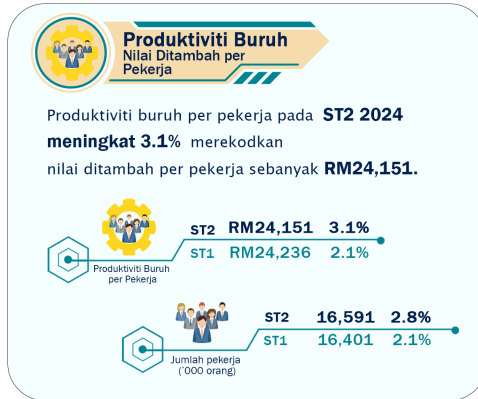 Produktiviti Buruh
Nilai Ditambah per
Pekerja
Produktiviti buruh per pekerja pada ST2 2024
meningkat 3.1% merekodkan
nilai ditambah per pekerja sebanyak RM24,151.
ST2 RM24,151 3.1%
ST1 RM24,236 2.1%
Produktiviti Buruh
per Pekerja
ST2 16,591 2.8%
ST1 16,401 2.1%
Jumlah pekerja
('000 orang)